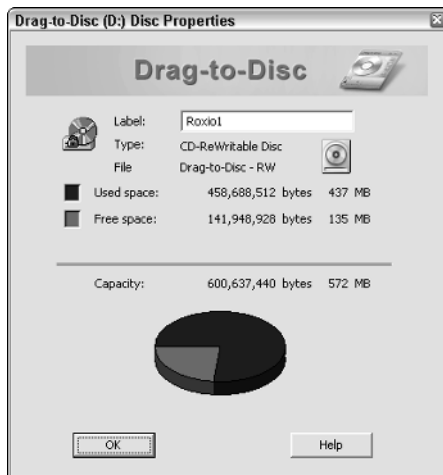 Drag-to-Disc (D:) Disc Properties
Drag-to-Disc
Label: Roxio1
Type: CD-ReWritable Disc
File Drag-to-Disc - RW
Used space: 458,688,512 bytes 437 MB
Free space: 141,948,928 bytes 135 MB
Capacity: 600,637,440 bytes 572 MB
OK Help